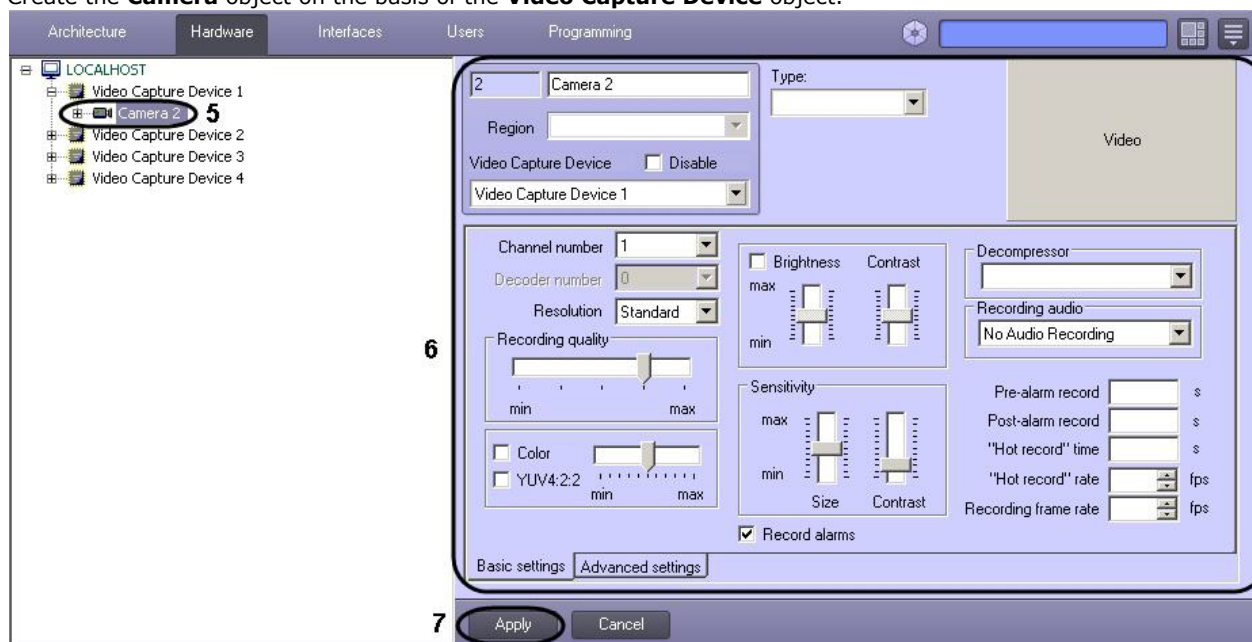 Create the Camera object on the basis of the Video Capture Device object.
Architecture Hardware Interfaces Users Programming
LOCALHOST
Video Capture Device 1
Camera 2 5
Video Capture Device 2
Video Capture Device 3
Video Capture Device 4
2 Camera 2
Type:
Region
Video Capture Device Disable
Video Capture Device 1
Video
6
Channel number 1
Decoder number 0
Resolution Standard
Recording quality
min max
Color
YUV4:2:2
min max
Brightness Contrast
max
min
Sensitivity
max
min
Size Contrast
Record alarms
Decompressor
Recording audio
No Audio Recording
Pre-alarm record s
Post-alarm record s
"Hot record" time s
"Hot record" rate fps
Recording frame rate fps
Basic settings Advanced settings
7 Apply Cancel